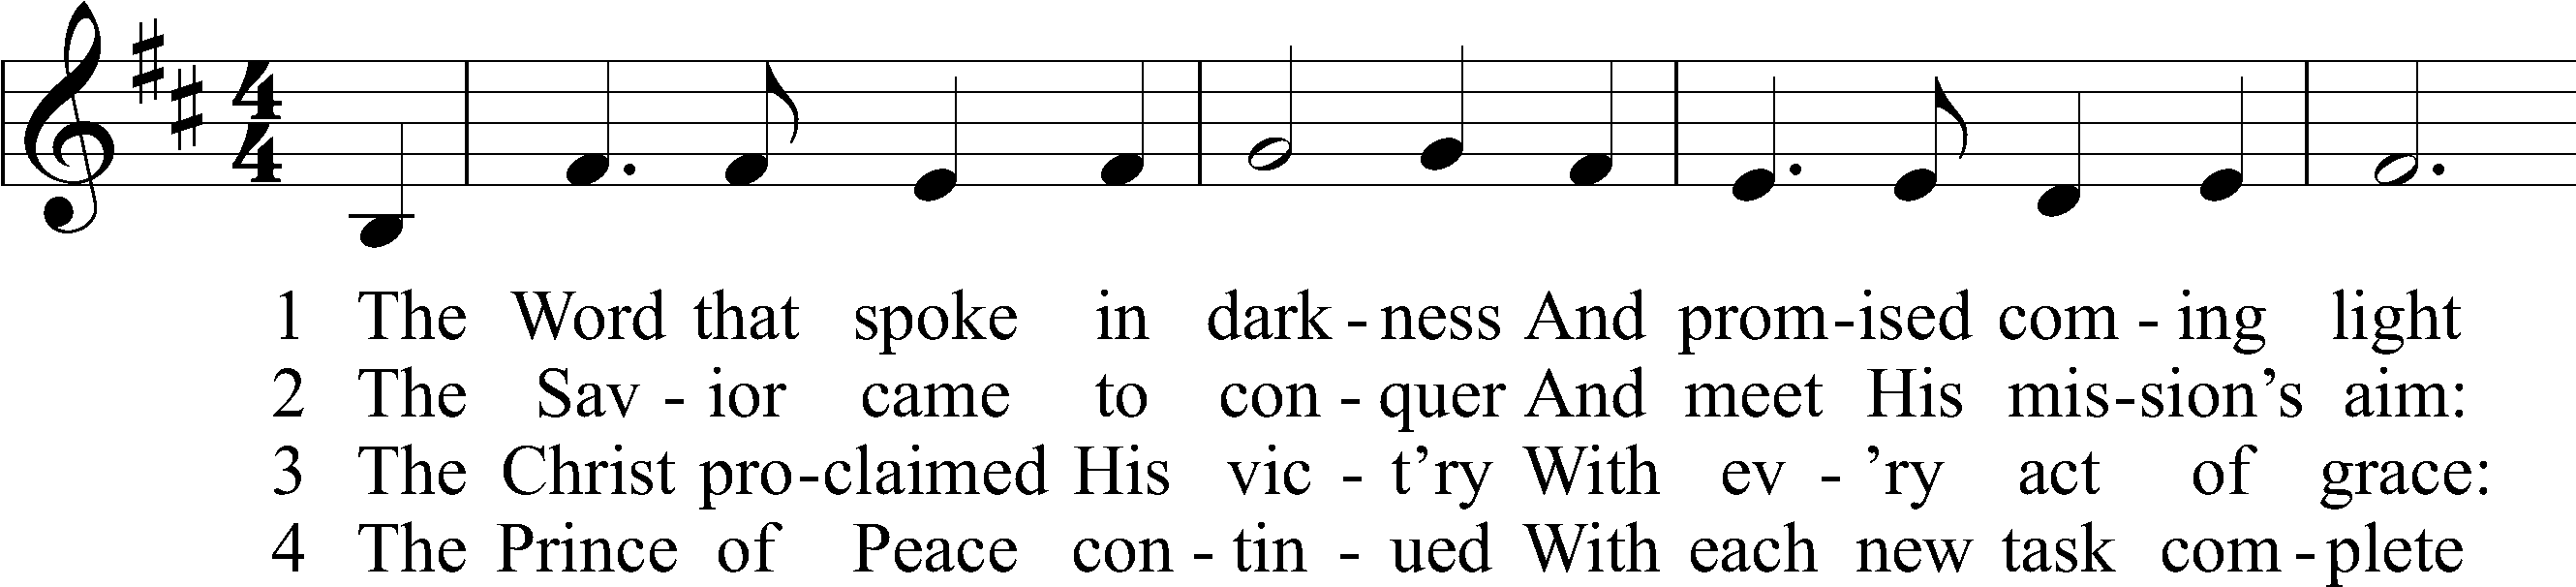 1 The Word that spoke in dark - ness And prom - ised com - ing light
2 The Sav - ior came to con - quer And meet His mis - sion’s aim:
3 The Christ pro - claimed His vic - t’ry With ev - ’ry act of grace:
4 The Prince of Peace con - tin - ued With each new task com - plete